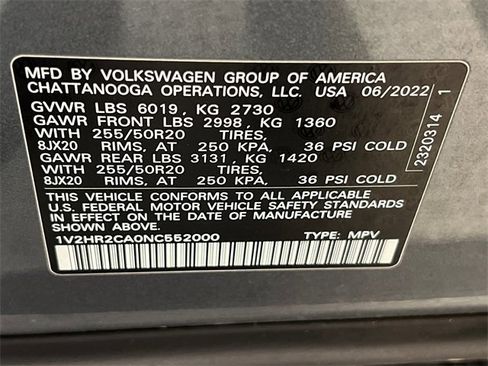 MFD BY VOLKSWAGEN GROUP OF AMERICA
CHATTANOOGA OPERATIONS, LLC. USA 06/2022
GVWR LBS 6019, KG 2730
GAWR FRONT LBS 2998, KG 1360
WITH 255/50R20 TIRES,
8JX20 RIMS, AT 250 KPA, 36 PSI COLD
GAWR REAR LBS 3131, KG 1420
WITH 255/50R20 TIRES,
8JX20 RIMS, AT 250 KPA, 36 PSI COLD
THIS VEHICLE CONFORMS TO ALL APPLICABLE
U.S. FEDERAL MOTOR VEHICLE SAFETY STANDARDS
IN EFFECT ON THE DATE OF MANUFACTURE
SHOWN ABOVE.
1V2HR2CA0NC552000 TYPE: MPV
2320314 1